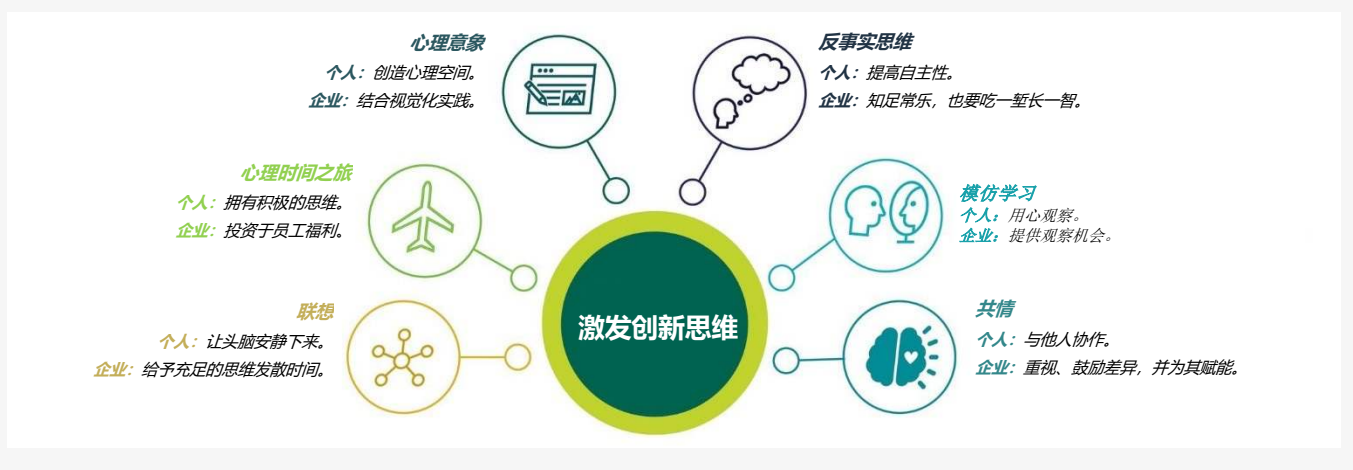 心理意象
个人：创造心理空间。
企业：结合视觉化实践。
反事实思维
个人：提高自主性。
企业：知足常乐，也要吃一堑长一智。
心理时间之旅
个人：拥有积极的思维。
企业：投资于员工福利。
模仿学习
个人：用心观察。
企业：提供观察机会。
联想
个人：让头脑安静下来。
企业：给予充足的思维发散时间。
激发创新思维
共情
个人：与他人协作。
企业：重视、鼓励差异，并为其赋能。